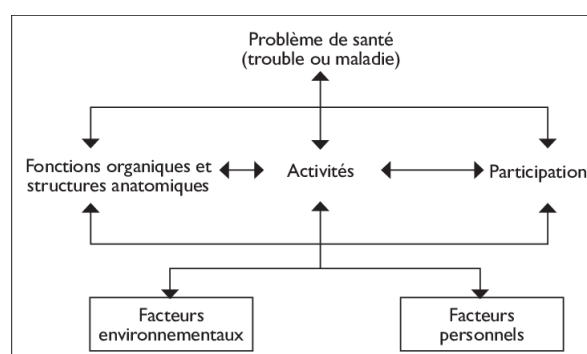 Problème de santé
(trouble ou maladie)
Fonctions organiques et
structures anatomiques
Activités
Participation
Facteurs
environnementaux
Facteurs
personnels